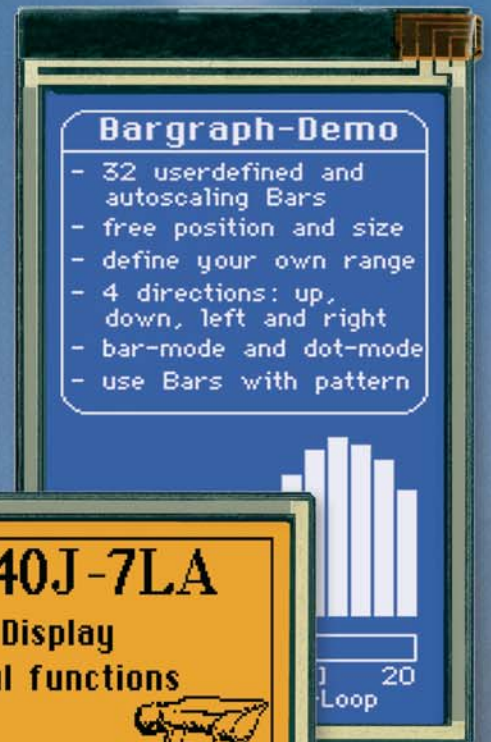 Bargraph-Demo
- 32 userdefined and
autoscaling Bars
- free position and size
- define your own range
- 4 directions: up,
down, left and right
- bar-mode and dot-mode
- use Bars with pattern
20
Loop
40J-7LA
Display
functions